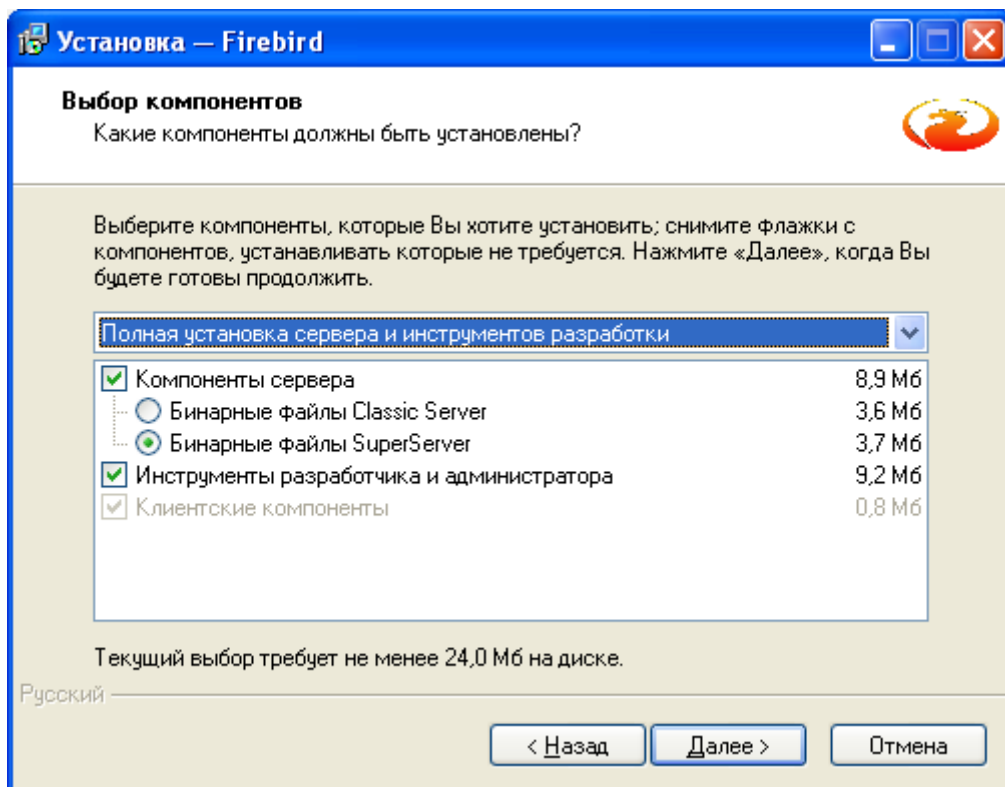 Установка — Firebird
Выбор компонентов
Какие компоненты должны быть установлены?
Выберите компоненты, которые Вы хотите установить; снимите флажки с
компонентов, устанавливать которые не требуется. Нажмите «Далее», когда Вы
будете готовы продолжить.
Полная установка сервера и инструментов разработки
Компоненты сервера 8,9 Мб
Бинарные файлы Classic Server 3,6 Мб
Бинарные файлы SuperServer 3,7 Мб
Инструменты разработчика и администратора 9,2 Мб
Клиентские компоненты 0,8 Мб
Текущий выбор требует не менее 24,0 Мб на диске.
Русский
< Назад Далее > Отмена